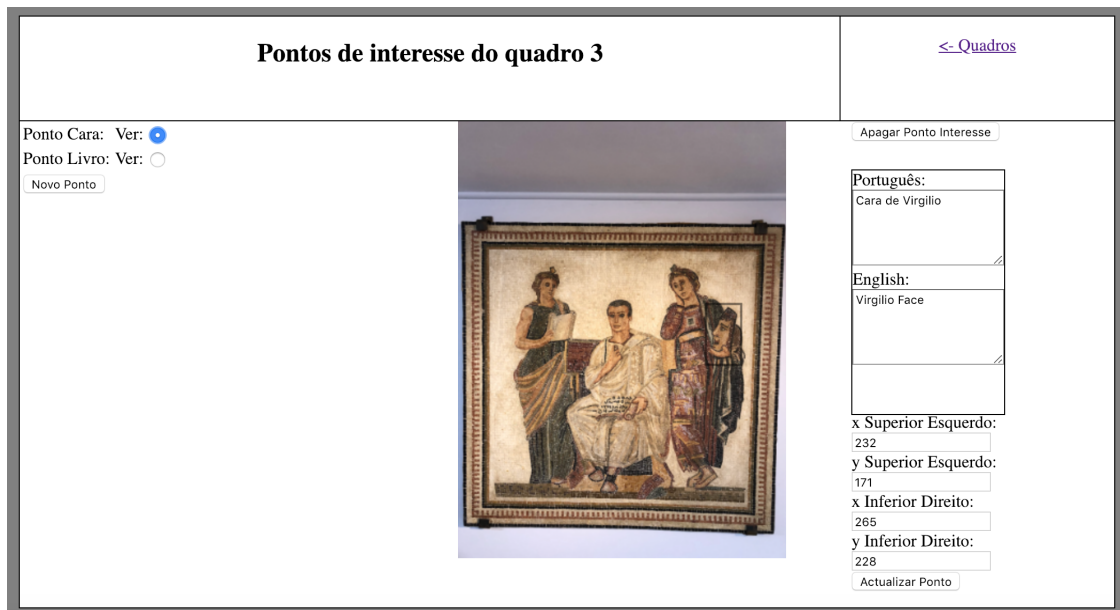 Pontos de interesse do quadro 3
<- Quadros
Ponto Cara: Ver:
Ponto Livro: Ver:
Novo Ponto
Apagar Ponto Interesse
Português:
Cara de Virgilio
English:
Virgilio Face
x Superior Esquerdo:
232
y Superior Esquerdo:
171
x Inferior Direito:
265
y Inferior Direito:
228
Actualizar Ponto